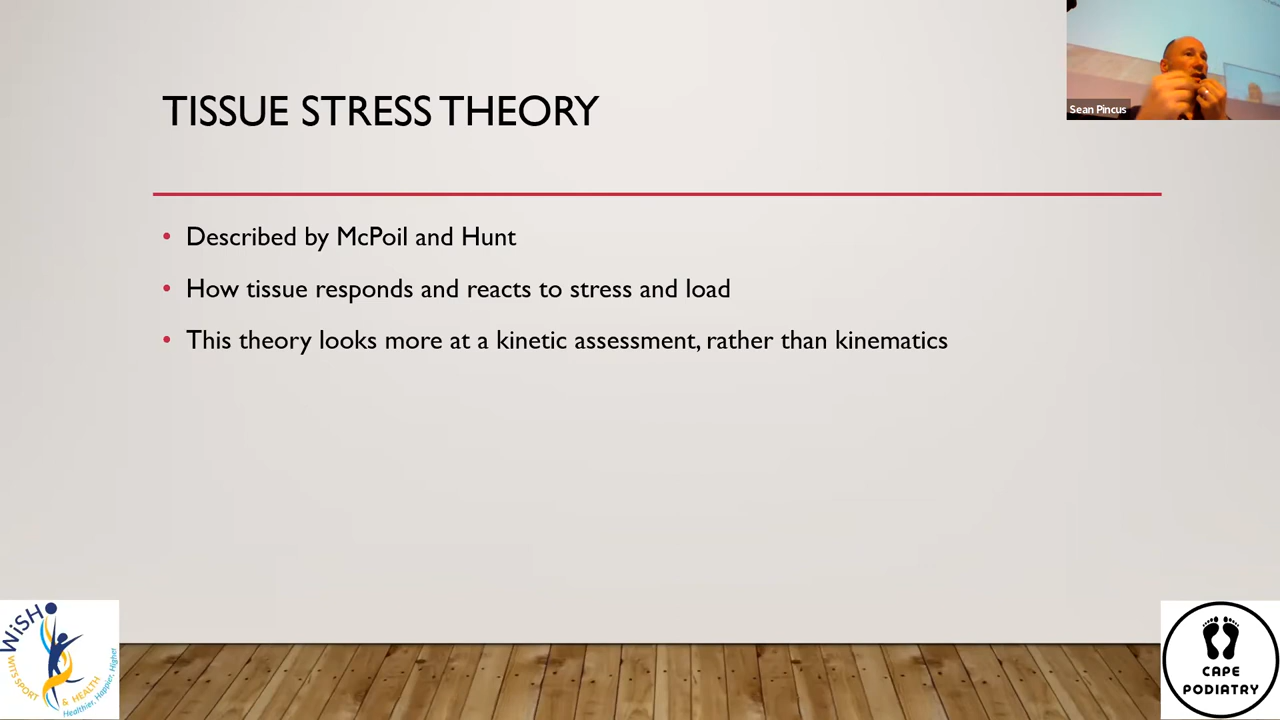 Sean Pincus
TISSUE STRESS THEORY
• Described by McPoil and Hunt
• How tissue responds and reacts to stress and load
• This theory looks more at a kinetic assessment, rather than kinematics
WiSH
WITS SPORT & HEALTH
Healthier, Happier, Higher
CAPE
PODIATRY